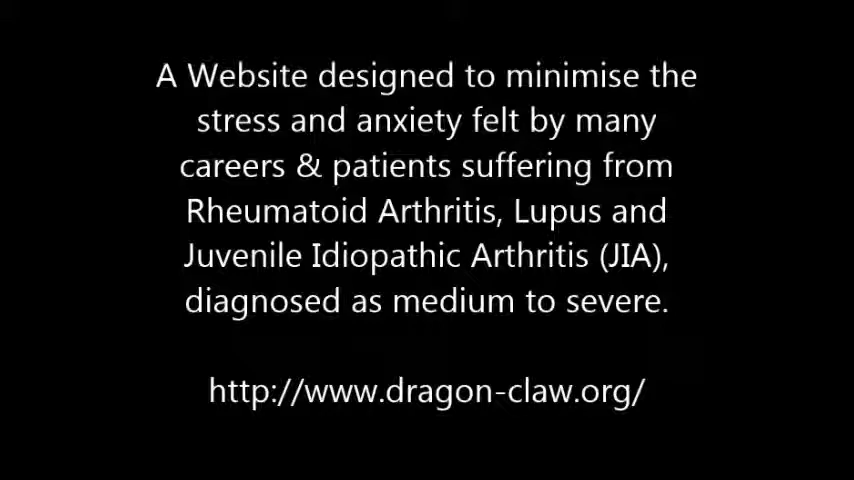 A Website designed to minimise the
stress and anxiety felt by many
careers & patients suffering from
Rheumatoid Arthritis, Lupus and
Juvenile Idiopathic Arthritis (JIA),
diagnosed as medium to severe.
http://www.dragon-claw.org/